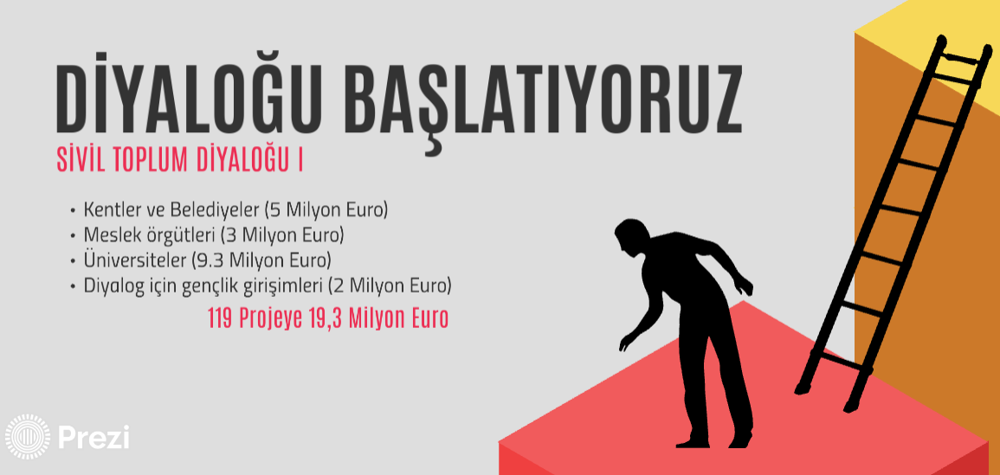 DİYALOĞU BAŞLATIYORUZ
SİVİL TOPLUM DİYALOĞU I
• Kentler ve Belediyeler (5 Milyon Euro)
• Meslek örgütleri (3 Milyon Euro)
• Üniversiteler (9.3 Milyon Euro)
• Diyalog için gençlik girişimleri (2 Milyon Euro)
119 Projeye 19,3 Milyon Euro
Prezi